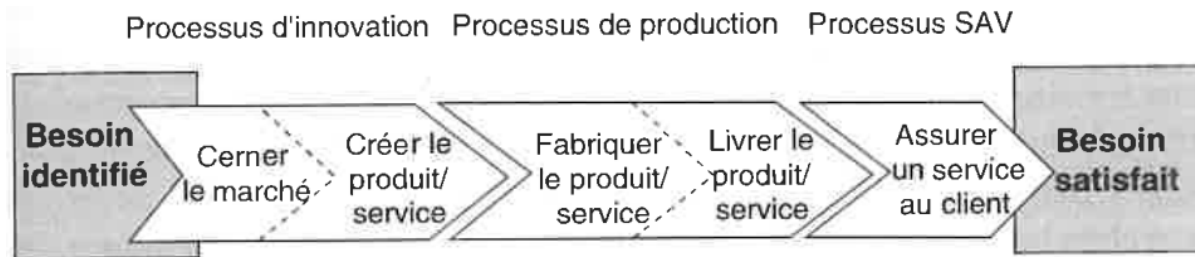 Processus d'innovation Processus de production Processus SAV
Besoin
identifié
Cerner
le marché
Créer le
produit/
service
Fabriquer
le produit/
service
Livrer le
produit/
service
Assurer
un service
au client
Besoin
satisfait